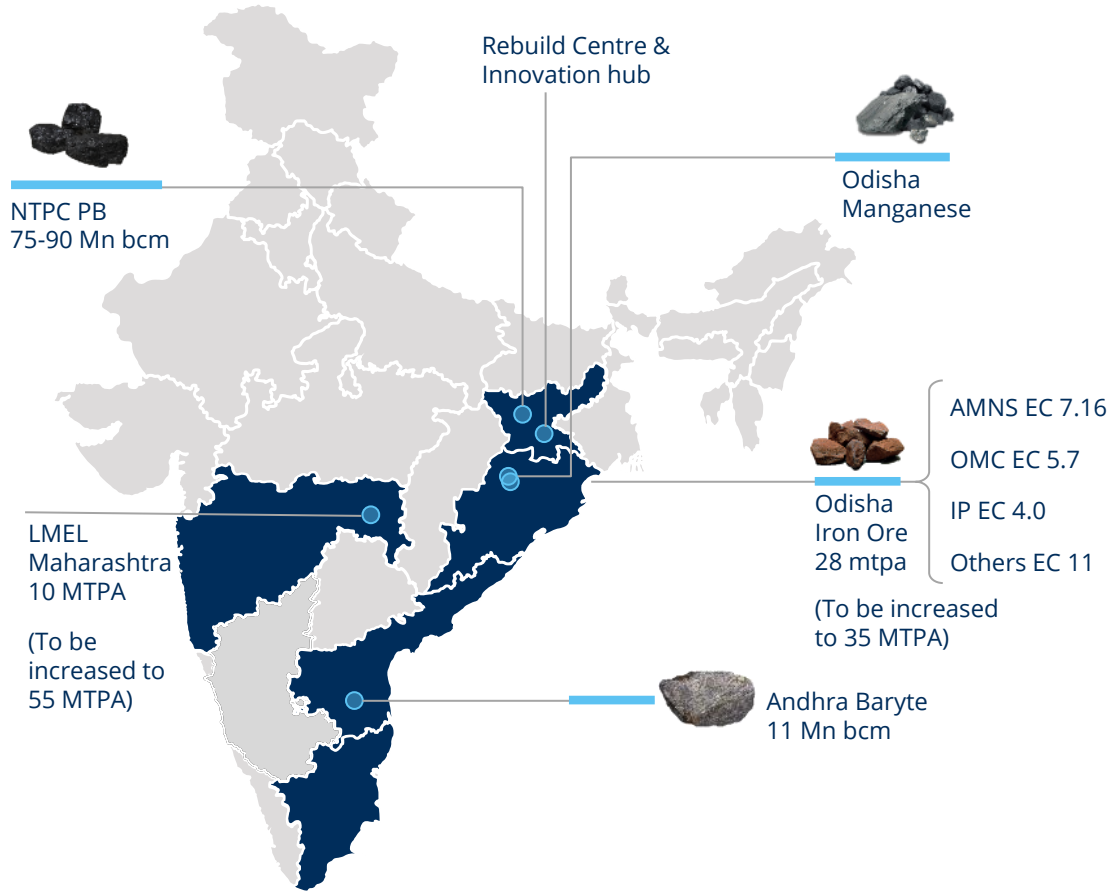 Rebuild Centre &
Innovation hub
NTPC PB
75-90 Mn bcm
Odisha
Manganese
AMNS EC 7.16
OMC EC 5.7
IP EC 4.0
Others EC 11
Odisha
Iron Ore
28 mtpa
(To be increased
to 35 MTPA)
LMEL
Maharashtra
10 MTPA
(To be
increased to
55 MTPA)
Andhra Baryte
11 Mn bcm